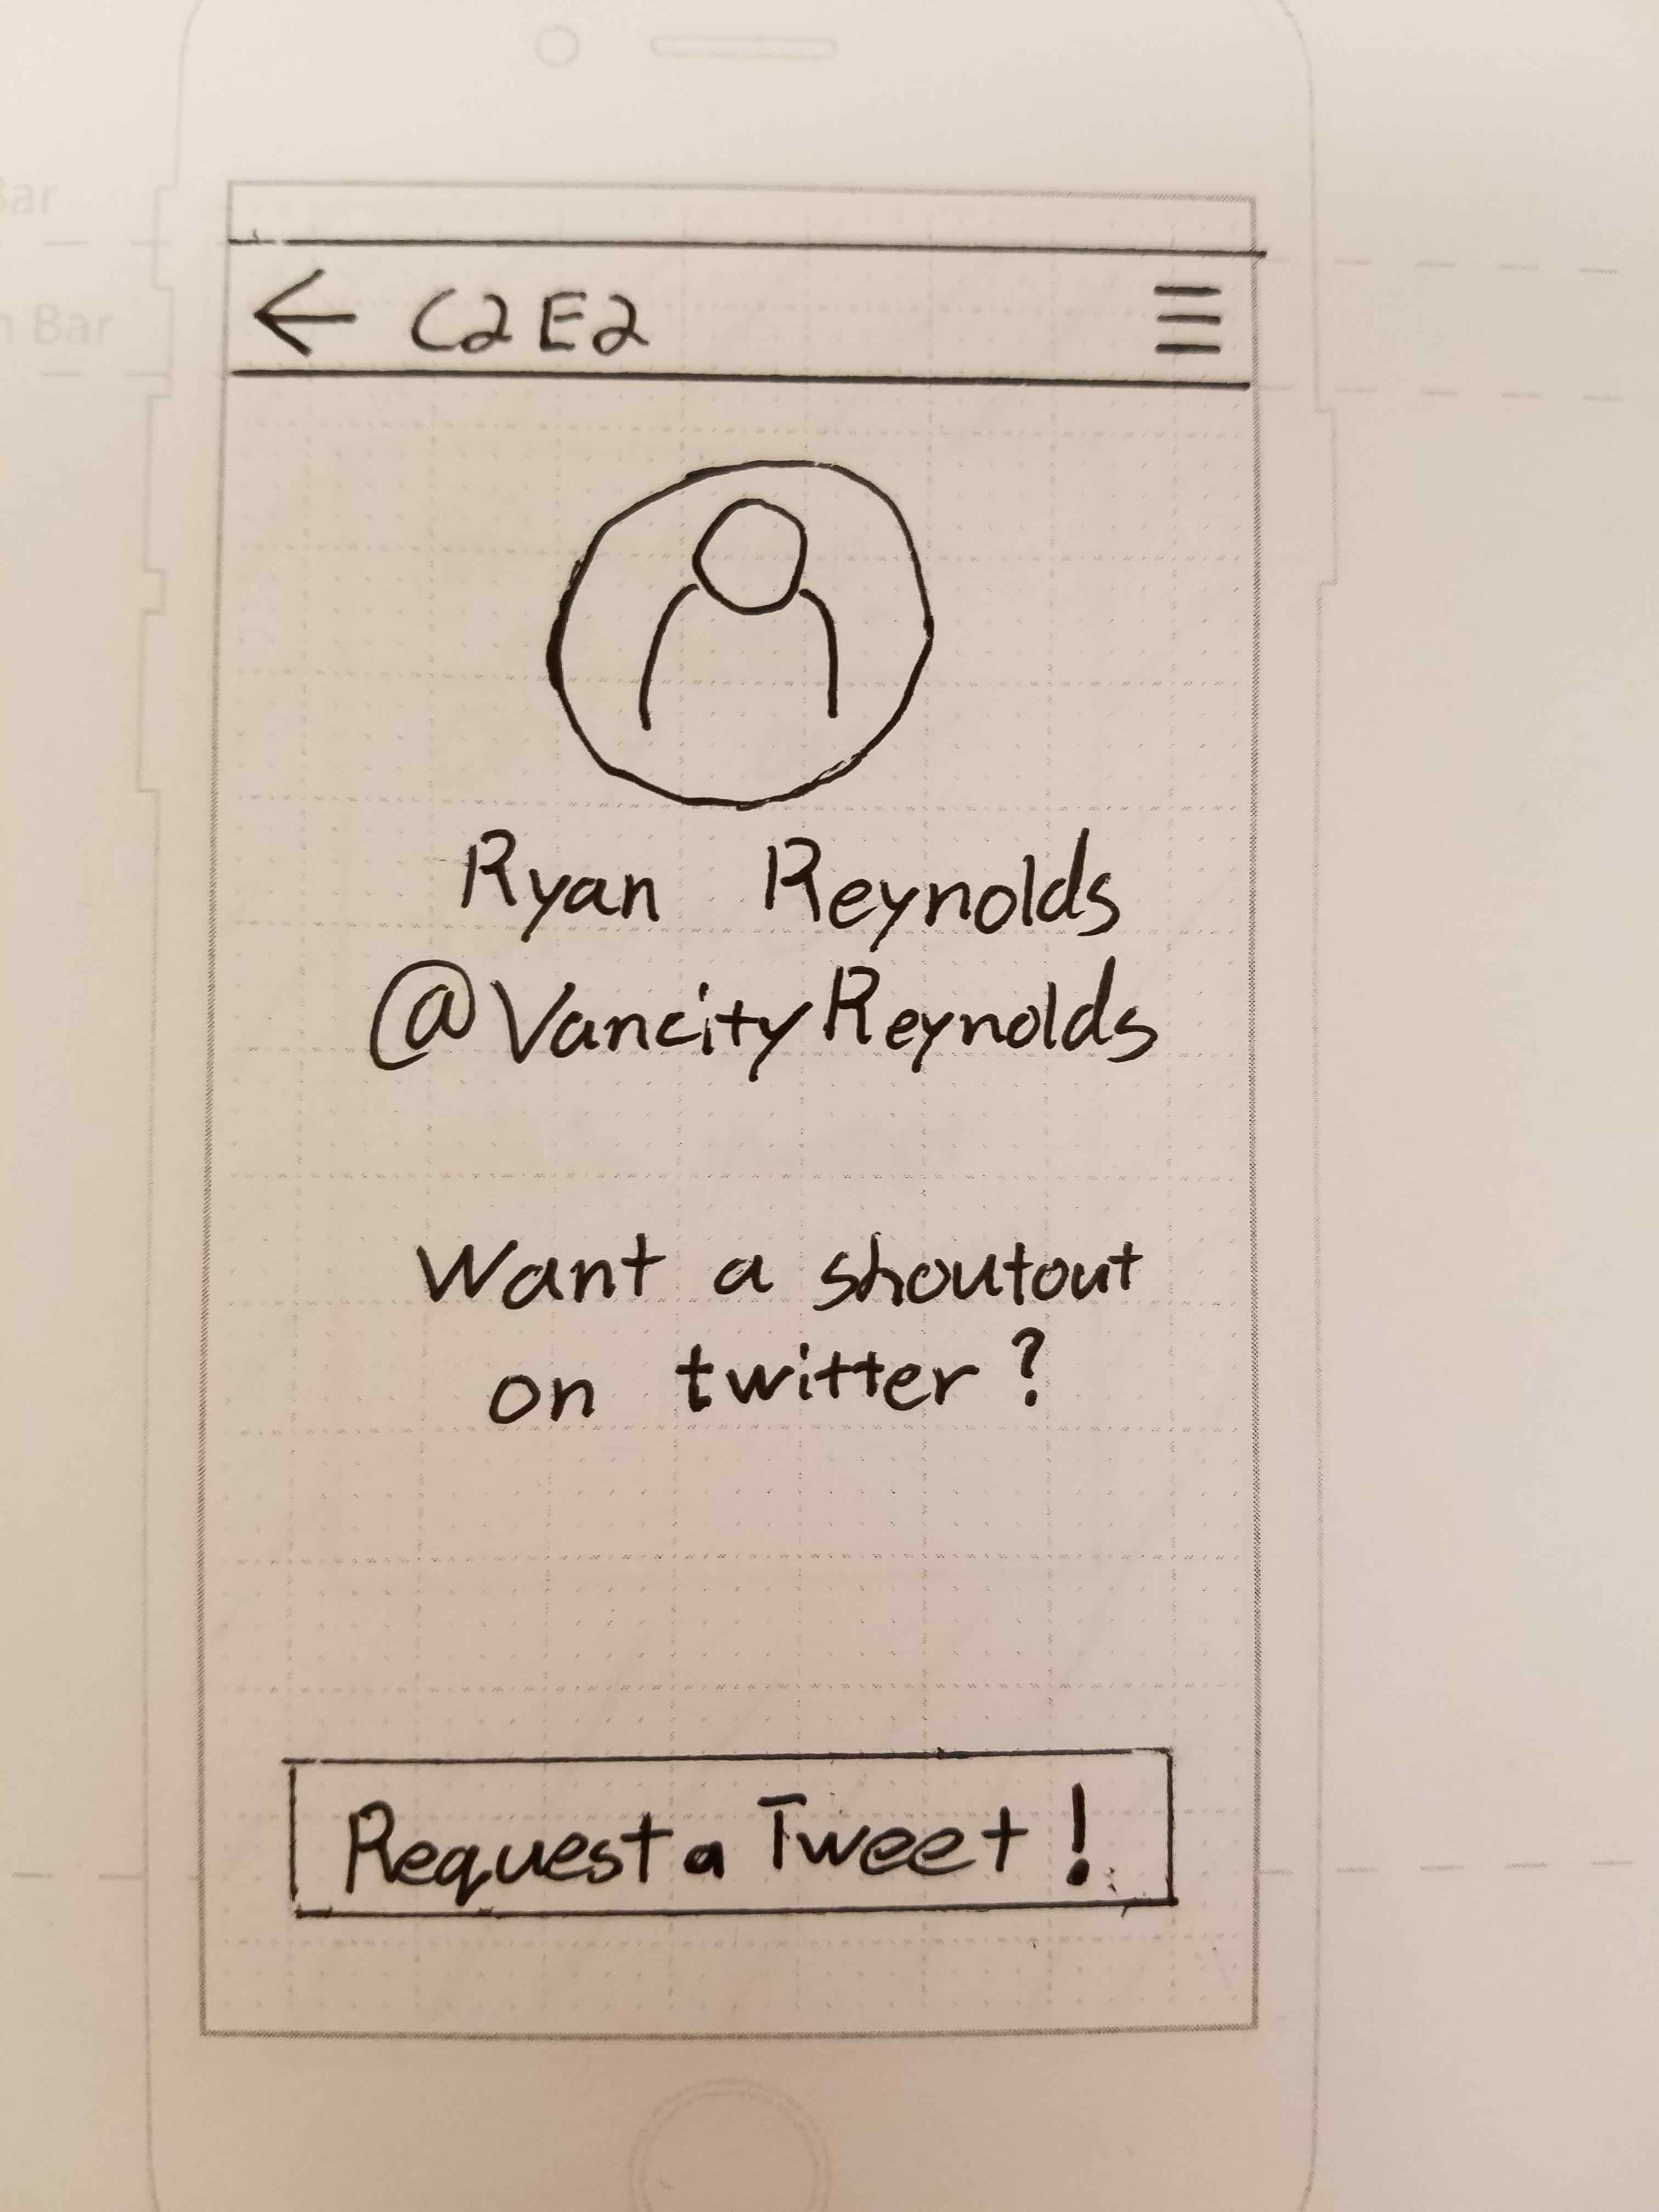 Bar
n Bar
C2E2
Ryan Reynolds
@VancityReynolds
Want a shoutout
on twitter?
Request a Tweet!